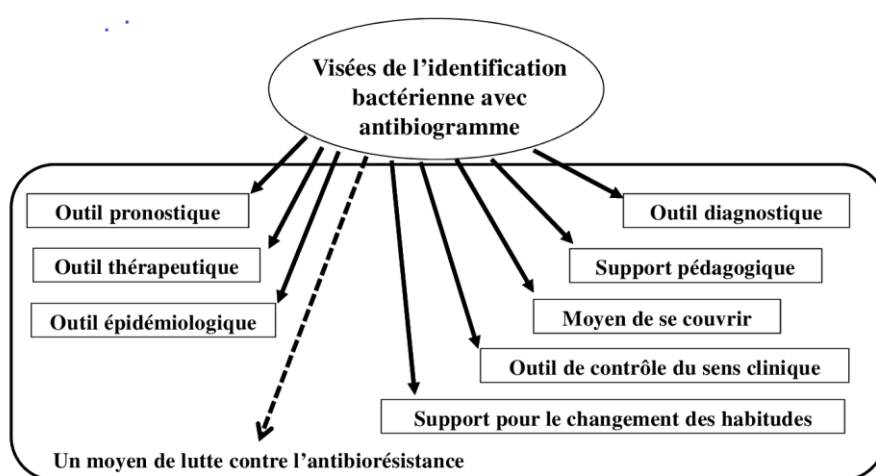 Visées de l’identification
bactérienne avec
antibiogramme
Outil pronostique
Outil diagnostique
Outil thérapeutique
Support pédagogique
Outil épidémiologique
Moyen de se couvrir
Outil de contrôle du sens clinique
Support pour le changement des habitudes
Un moyen de lutte contre l’antibiorésistance